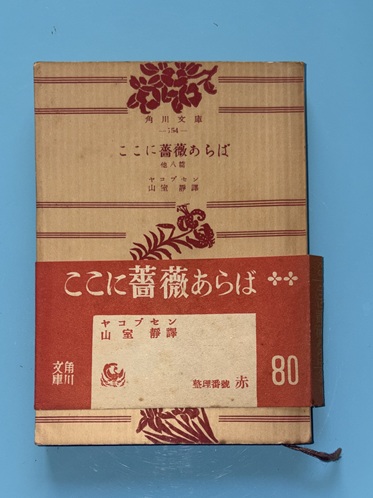 角川文庫
—154—
ここに薔薇あらば
他八篇
ヤコブセン
山室靜譯
ここに薔薇あらば
ヤコブセン
山室靜譯
角川文庫
整理番號 赤
80